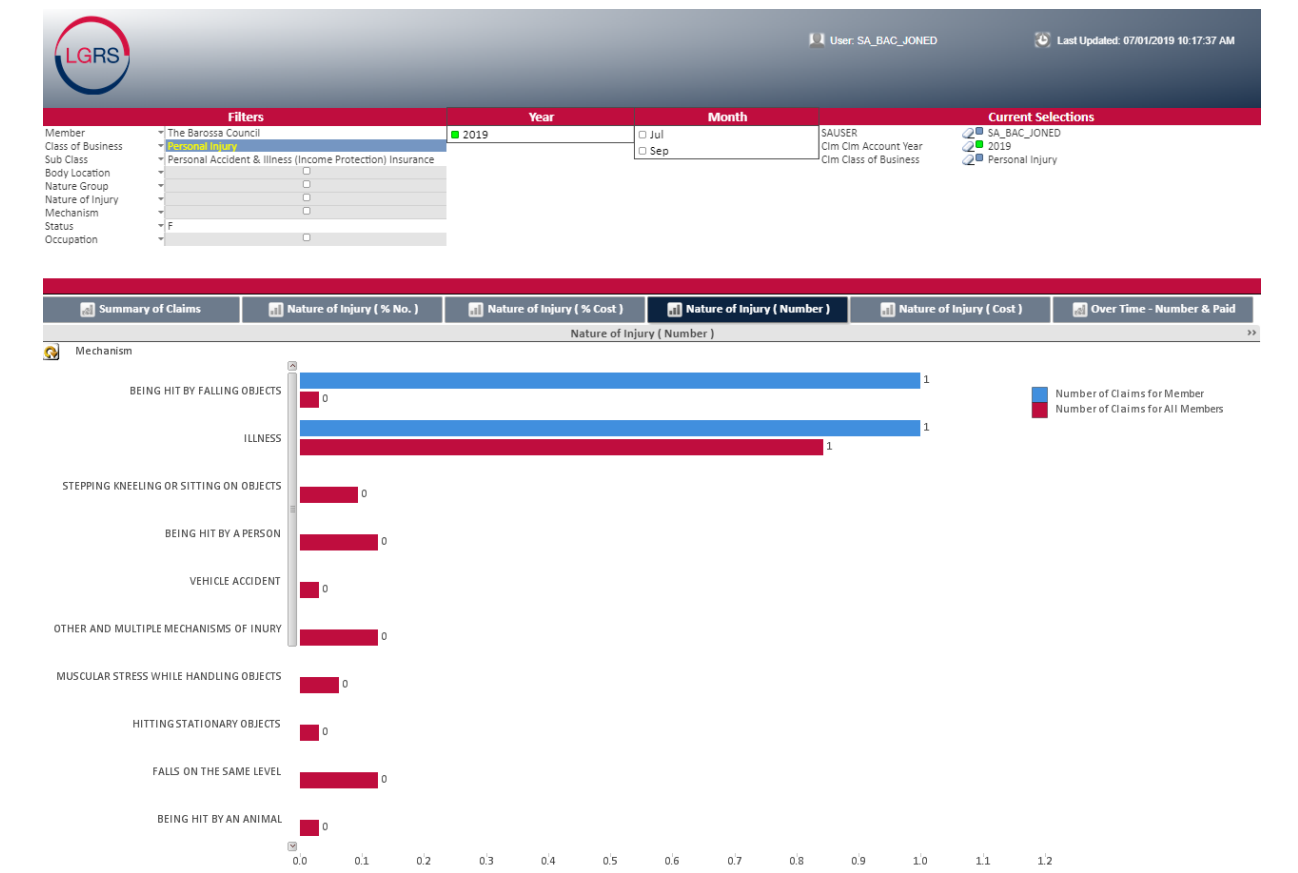 LGRS
User: SA_BAC_JONED
Last Updated: 07/01/2019 10:17:37 AM
Filters
Year
Month
Current Selections
Member The Barossa Council
Class of Business Personal Injury
Sub Class Personal Accident & Illness (Income Protection) Insurance
Body Location
Nature Group
Nature of Injury
Mechanism
Status F
Occupation
2019
Jul
Sep
SAUSER SA_BAC_JONED
Clm Clm Account Year 2019
Clm Class of Business Personal Injury
Summary of Claims
Nature of Injury ( % No. )
Nature of Injury ( % Cost )
Nature of Injury ( Number )
Nature of Injury ( Cost )
Over Time - Number & Paid
Nature of Injury ( Number )
>>
Mechanism
BEING HIT BY FALLING OBJECTS 1
0
ILLNESS 1
1
STEPPING KNEELING OR SITTING ON OBJECTS 0
BEING HIT BY A PERSON 0
VEHICLE ACCIDENT 0
OTHER AND MULTIPLE MECHANISMS OF INURY 0
MUSCULAR STRESS WHILE HANDLING OBJECTS 0
HITTING STATIONARY OBJECTS 0
FALLS ON THE SAME LEVEL 0
BEING HIT BY AN ANIMAL 0
Number of Claims for Member
Number of Claims for All Members
0.0 0.1 0.2 0.3 0.4 0.5 0.6 0.7 0.8 0.9 1.0 1.1 1.2